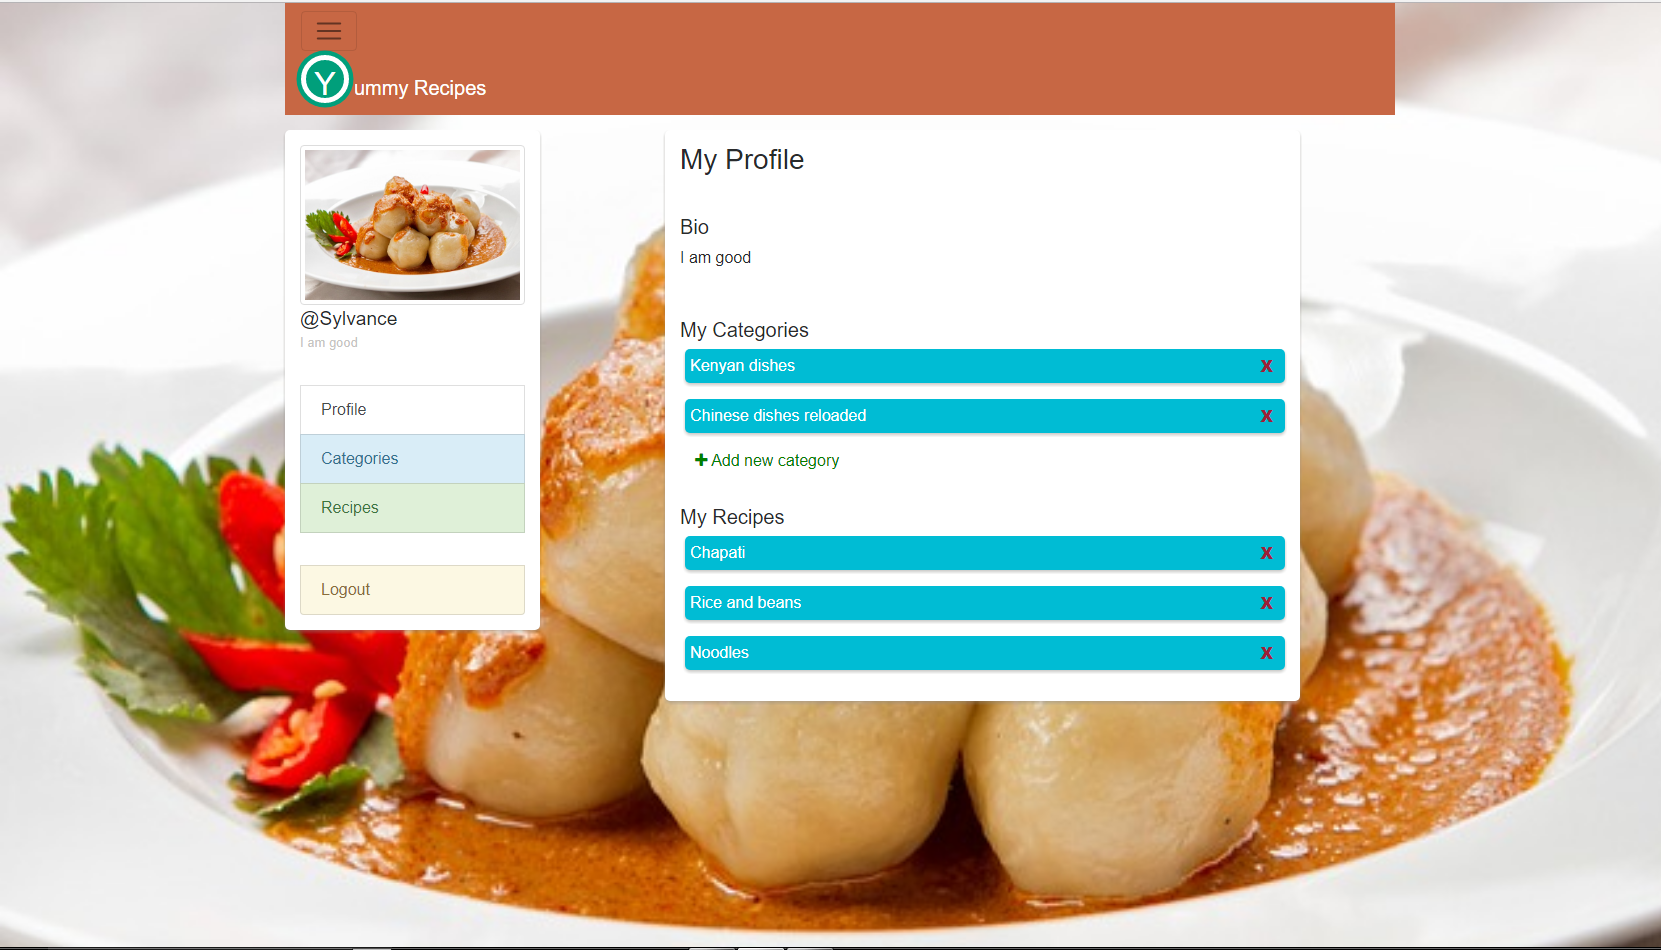 Yummy Recipes
@Sylvance
I am good
Profile
Categories
Recipes
Logout
My Profile
Bio
I am good
My Categories
Kenyan dishes X
Chinese dishes reloaded X
Add new category
My Recipes
Chapati X
Rice and beans X
Noodles X